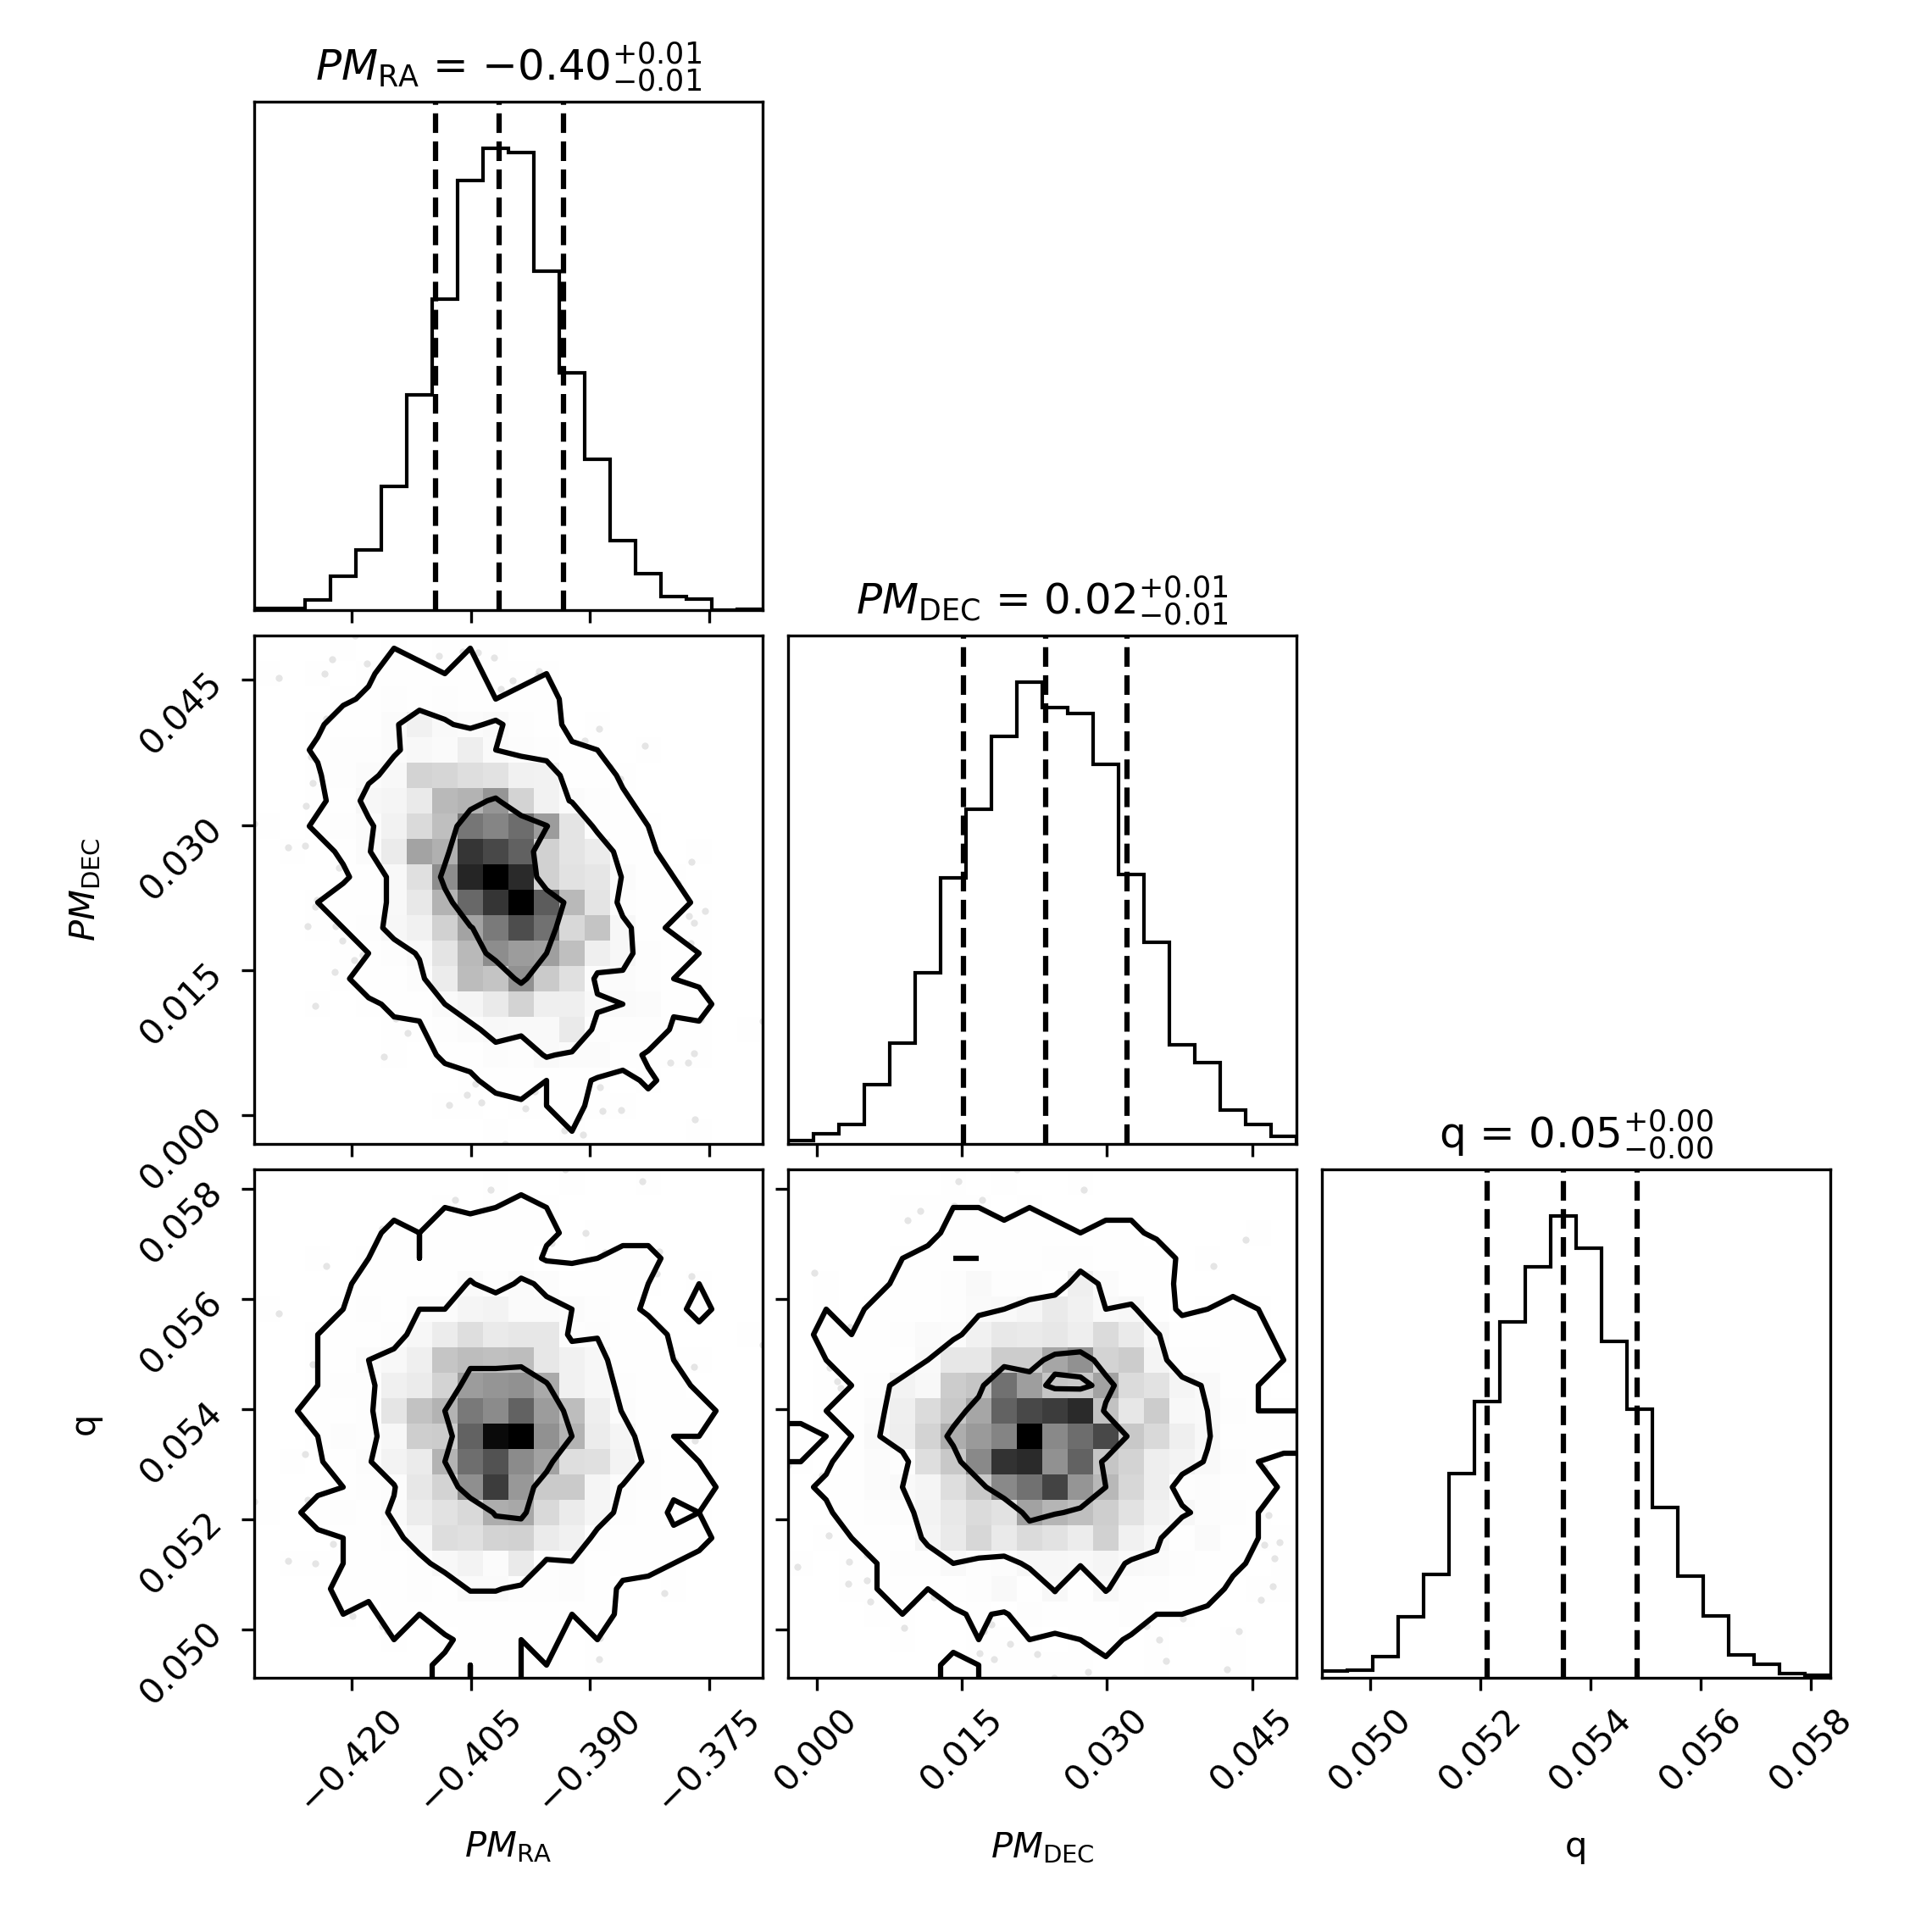 PM_RA = −0.40 +0.01 −0.01
PM_DEC = 0.02 +0.01 −0.01
PM_DEC
0.045
0.030
0.015
0.000
q = 0.05 +0.00 −0.00
q
0.058
0.056
0.054
0.052
0.050
−0.420 −0.405 −0.390 −0.375
0.000 0.015 0.030 0.045
0.050 0.052 0.054 0.056 0.058
PM_RA
PM_DEC
q